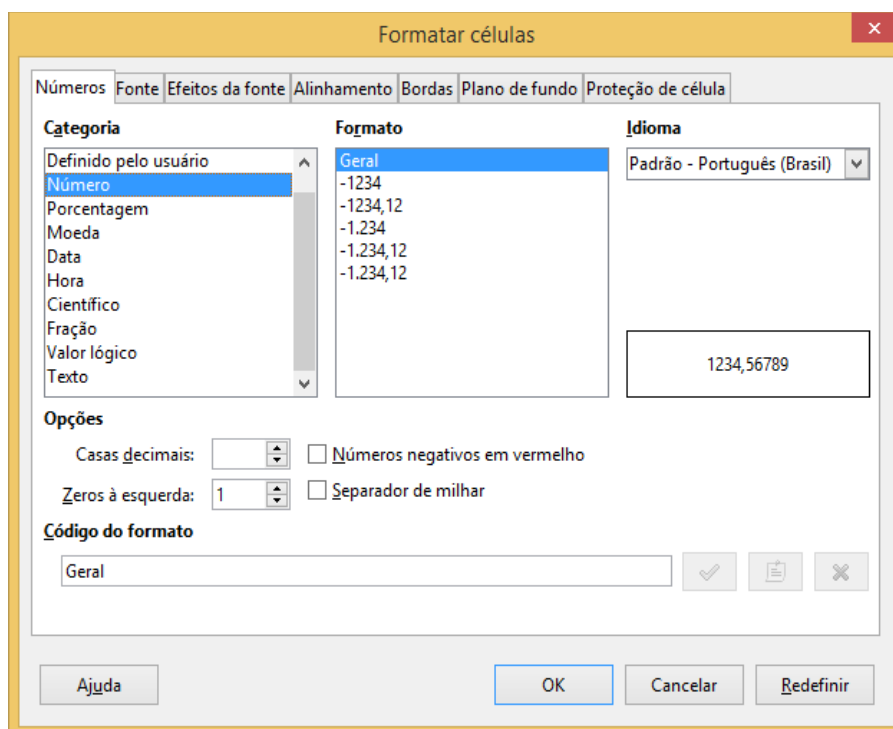 Formatar células
x
Números Fonte Efeitos da fonte Alinhamento Bordas Plano de fundo Proteção de célula
Categoria
Definido pelo usuário
Número
Porcentagem
Moeda
Data
Hora
Científico
Fração
Valor lógico
Texto
Formato
Geral
-1234
-1234,12
-1.234
-1.234,12
-1.234,12
Idioma
Padrão - Português (Brasil)
1234,56789
Opções
Casas decimais:
Números negativos em vermelho
Zeros à esquerda: 1
Separador de milhar
Código do formato
Geral
Ajuda OK Cancelar Redefinir